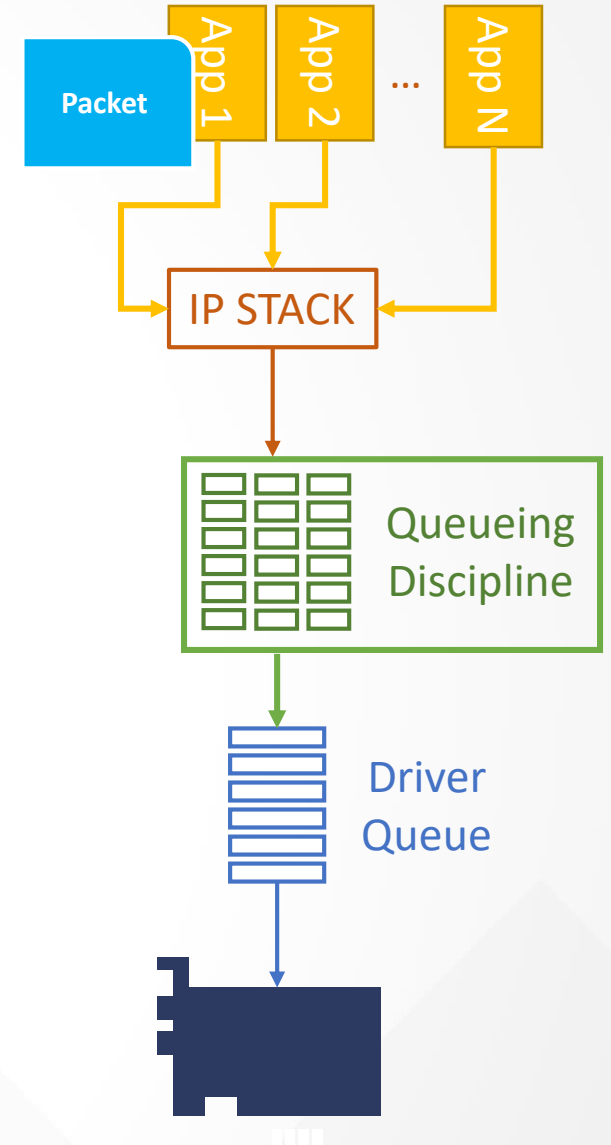 Packet
App 1
App 2
...
App N
IP STACK
Queueing
Discipline
Driver
Queue